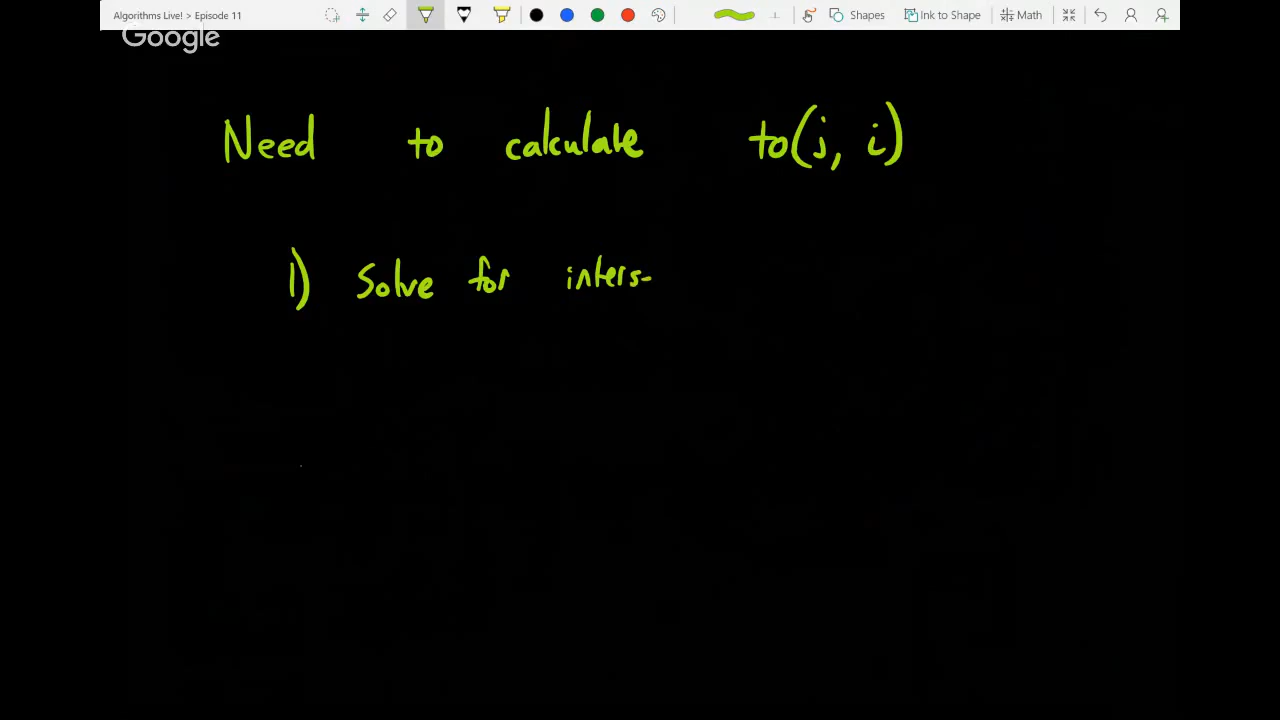 Algorithms Live! > Episode 11
Shapes
Ink to Shape
Math
Google
Need to calculate to(j, i)
1) Solve for inters-